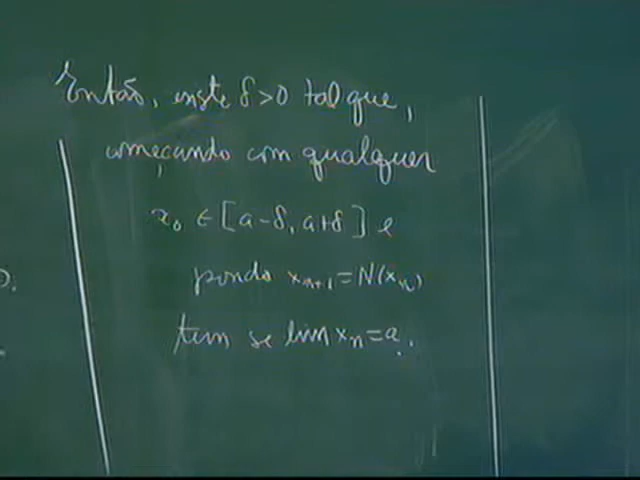 Então, existe δ>0 tal que,
começando com qualquer
x₀ ∈ [a-δ, a+δ] e
pondo xₙ₊₁=N(xₙ)
tem se lim xₙ=a.